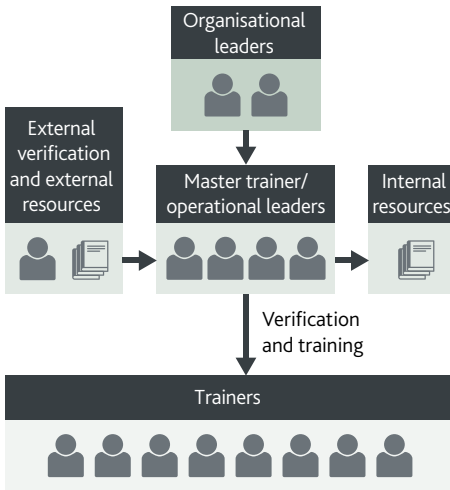 Organisational
leaders
External
verification
and external
resources
Master trainer/
operational leaders
Internal
resources
Verification
and training
Trainers